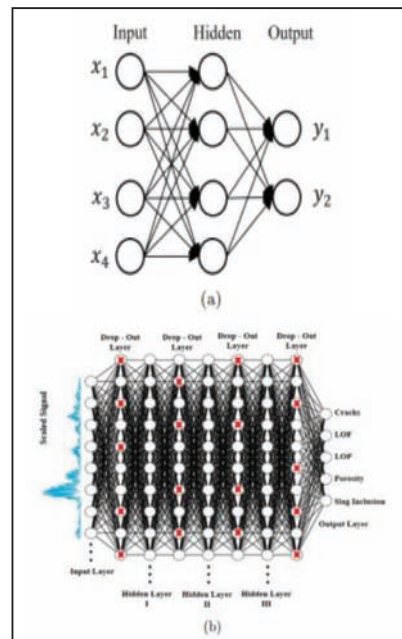 Input Hidden Output
x₁
x₂
x₃
x₄
y₁
y₂
(a)
Drop - Out Layer
Drop - Out Layer
Drop - Out Layer
Drop - Out Layer
Scaled Signal
Cracks
LOF
LOP
Porosity
Slag Inclusion
Output Layer
Input Layer
Hidden Layer I
Hidden Layer II
Hidden Layer III
(b)